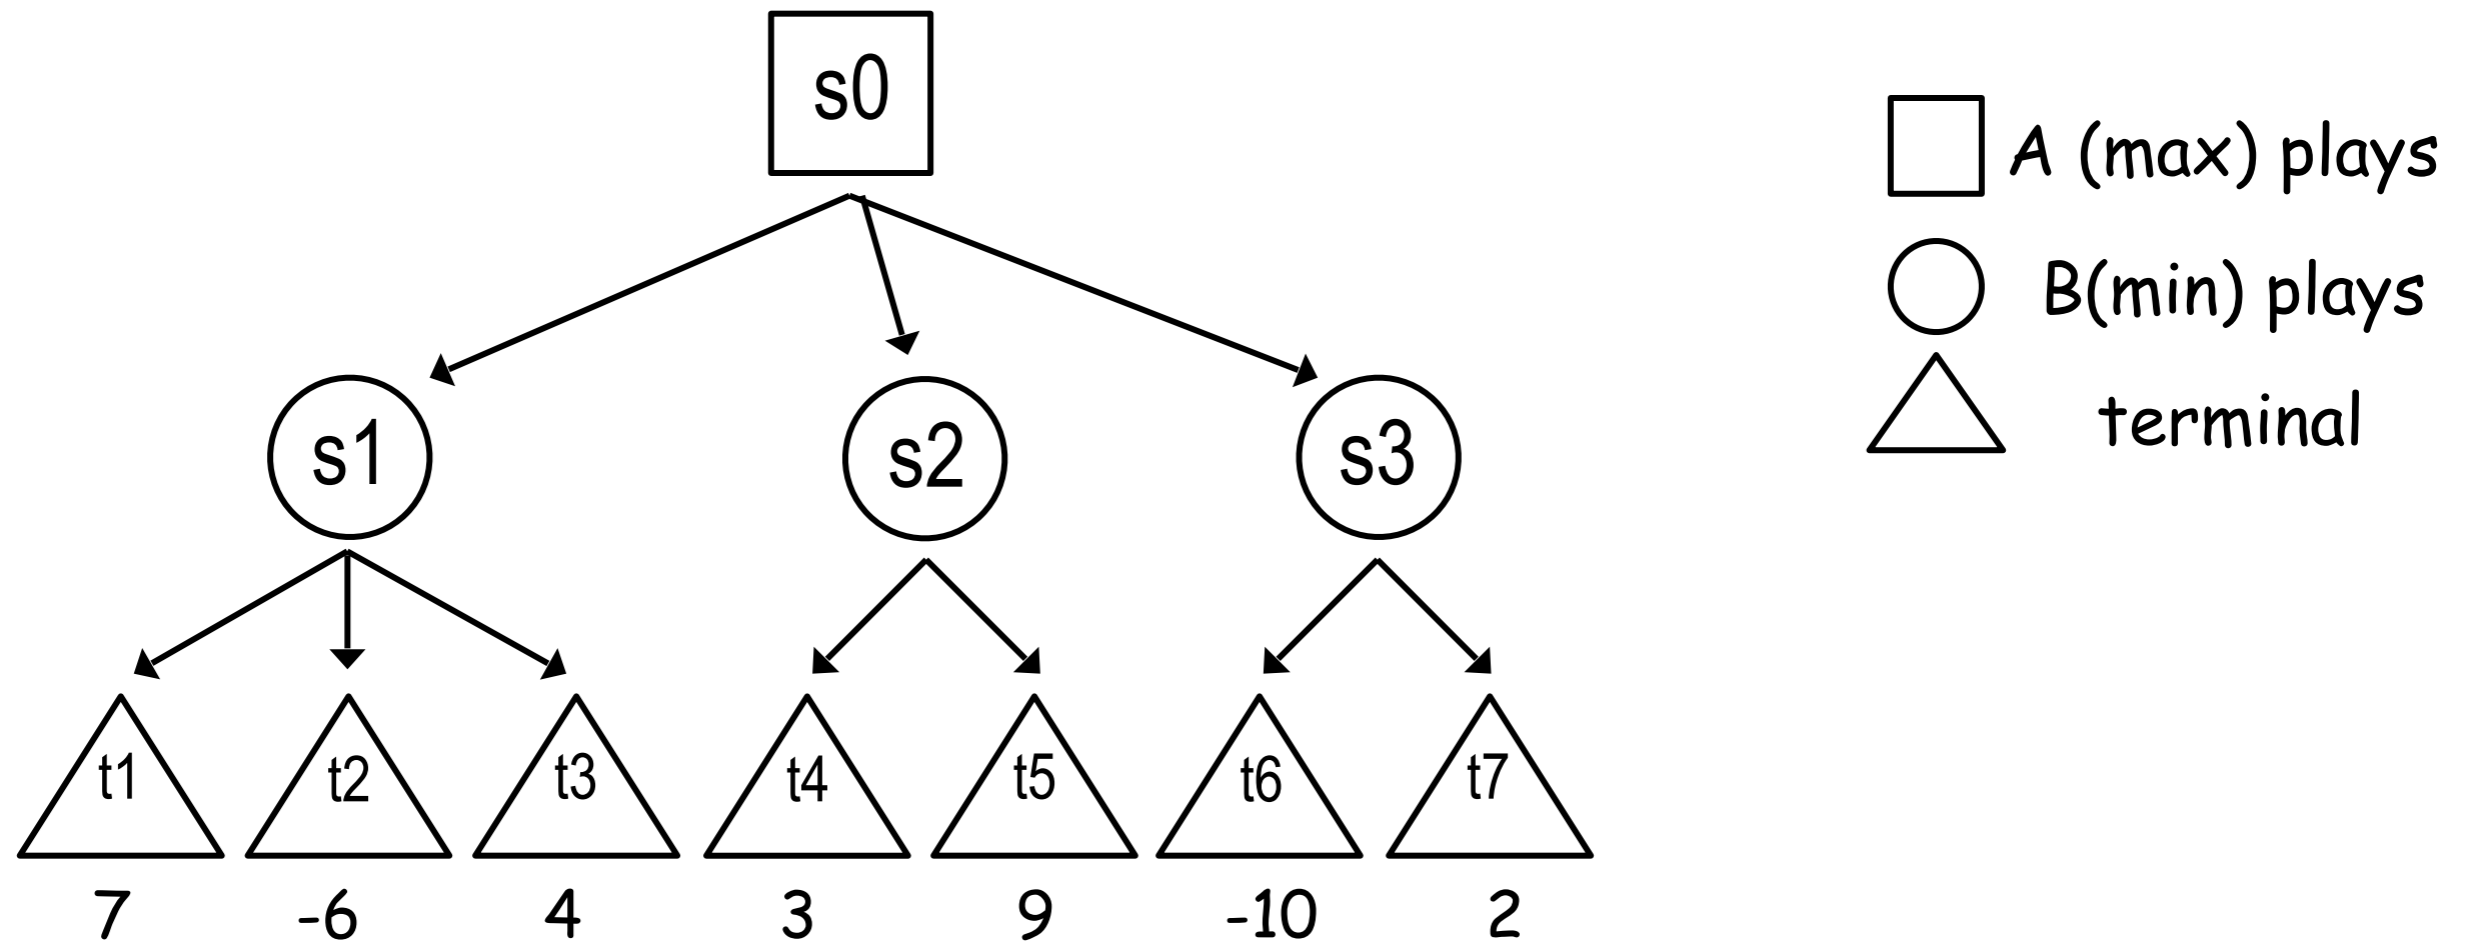 s0
A (max) plays
B(min) plays
terminal
s1 s2 s3
t1 t2 t3 t4 t5 t6 t7
7 -6 4 3 9 -10 2